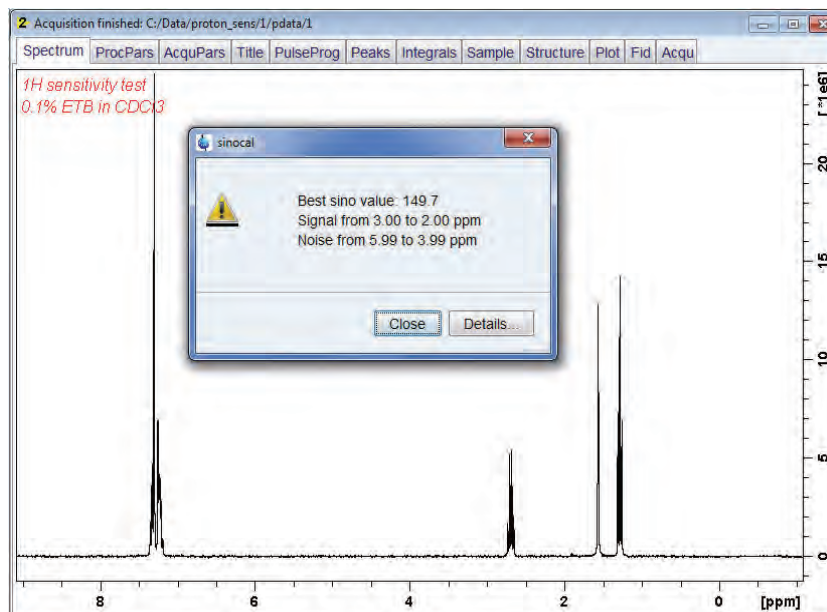 2 Acquisition finished: C:/Data/proton_sens/1/pdata/1
Spectrum ProcPars AcquPars Title PulseProg Peaks Integrals Sample Structure Plot Fid Acqu
1H sensitivity test
0.1% ETB in CDCl3
[ *1e6]
sinocal
Best sino value: 149.7
Signal from 3.00 to 2.00 ppm
Noise from 5.99 to 3.99 ppm
Close Details...
20
15
10
5
0
8 6 4 2 0 [ppm]